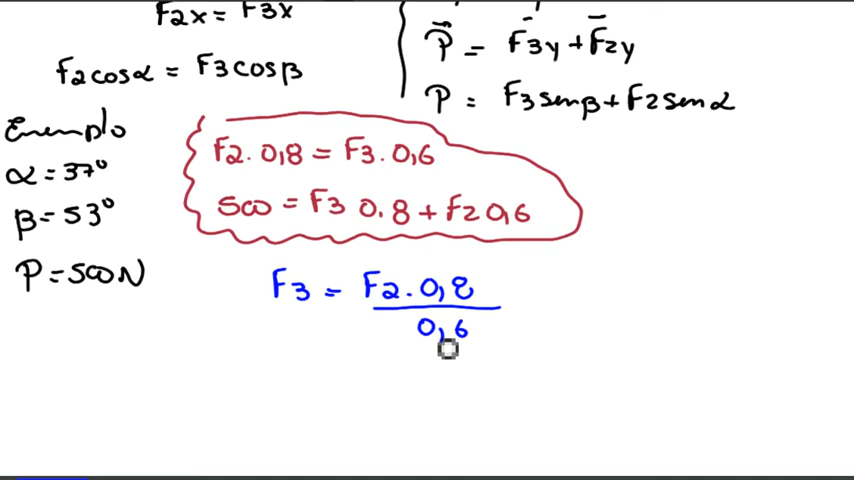 F2x = F3x
F2cosα = F3cosβ
P = F3y + F2y
P = F3senβ + F2senα
Exemplo
α = 37°
β = 53°
P = 500N
F2. 0,8 = F3. 0,6
500 = F3 0.8 + F2 0,6
F3 = F2. 0,8
0,6